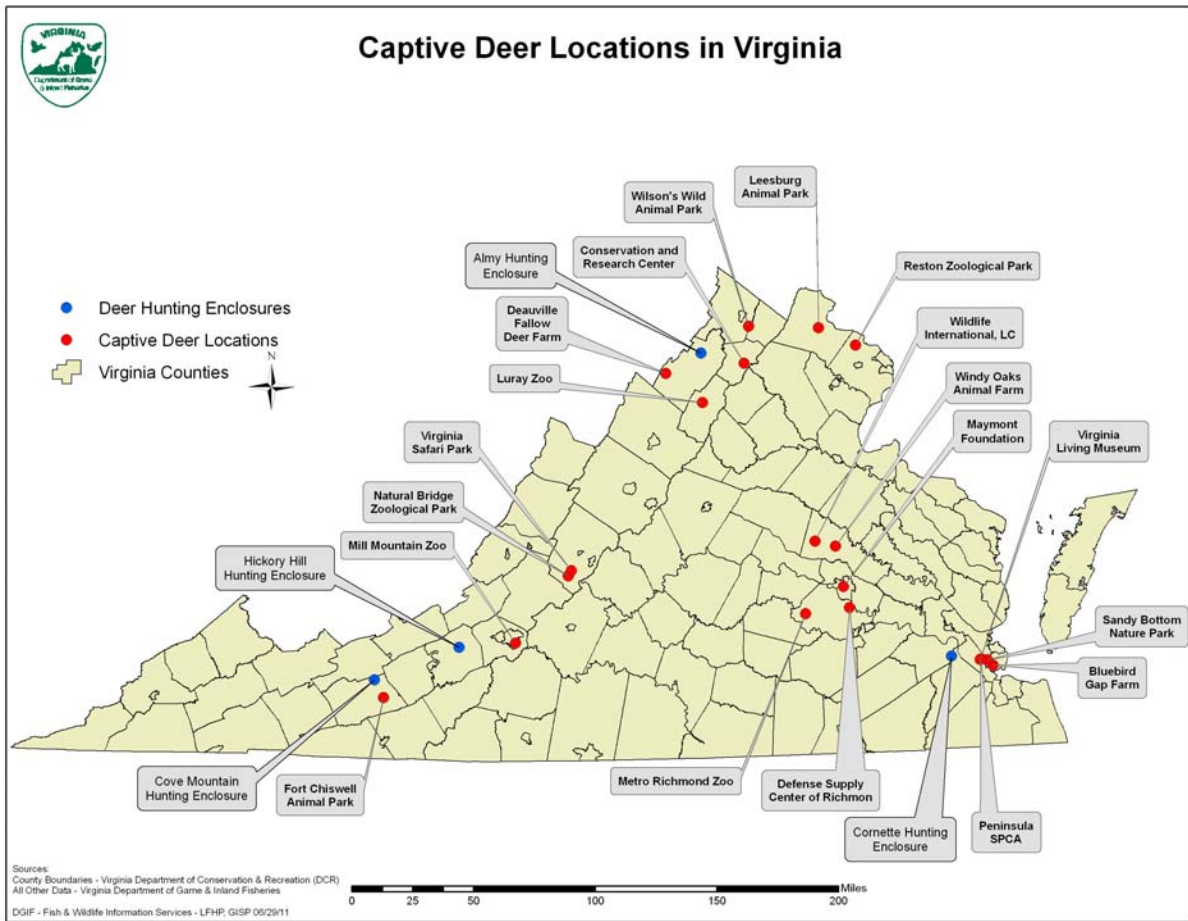 VIRGINIA
Department of Game
& Inland Fisheries
Captive Deer Locations in Virginia
Leesburg
Animal Park
Wilson's Wild
Animal Park
Conservation and
Research Center
Almy Hunting
Enclosure
Reston Zoological Park
Deer Hunting Enclosures
Captive Deer Locations
Virginia Counties
N
Deauville
Fallow
Deer Farm
Wildlife
International, LC
Luray Zoo
Windy Oaks
Animal Farm
Maymont
Foundation
Virginia
Living Museum
Virginia
Safari Park
Natural Bridge
Zoological Park
Mill Mountain Zoo
Hickory Hill
Hunting Enclosure
Sandy Bottom
Nature Park
Bluebird
Gap Farm
Cove Mountain
Hunting Enclosure
Fort Chiswell
Animal Park
Metro Richmond Zoo
Defense Supply
Center of Richmon
Cornette Hunting
Enclosure
Peninsula
SPCA
Sources:
County Boundaries - Virginia Department of Conservation & Recreation (DCR)
All Other Data - Virginia Department of Game & Inland Fisheries
DGIF - Fish & Wildlife Information Services - LFHP, GISP 06/29/11
Miles
0 25 50 100 150 200